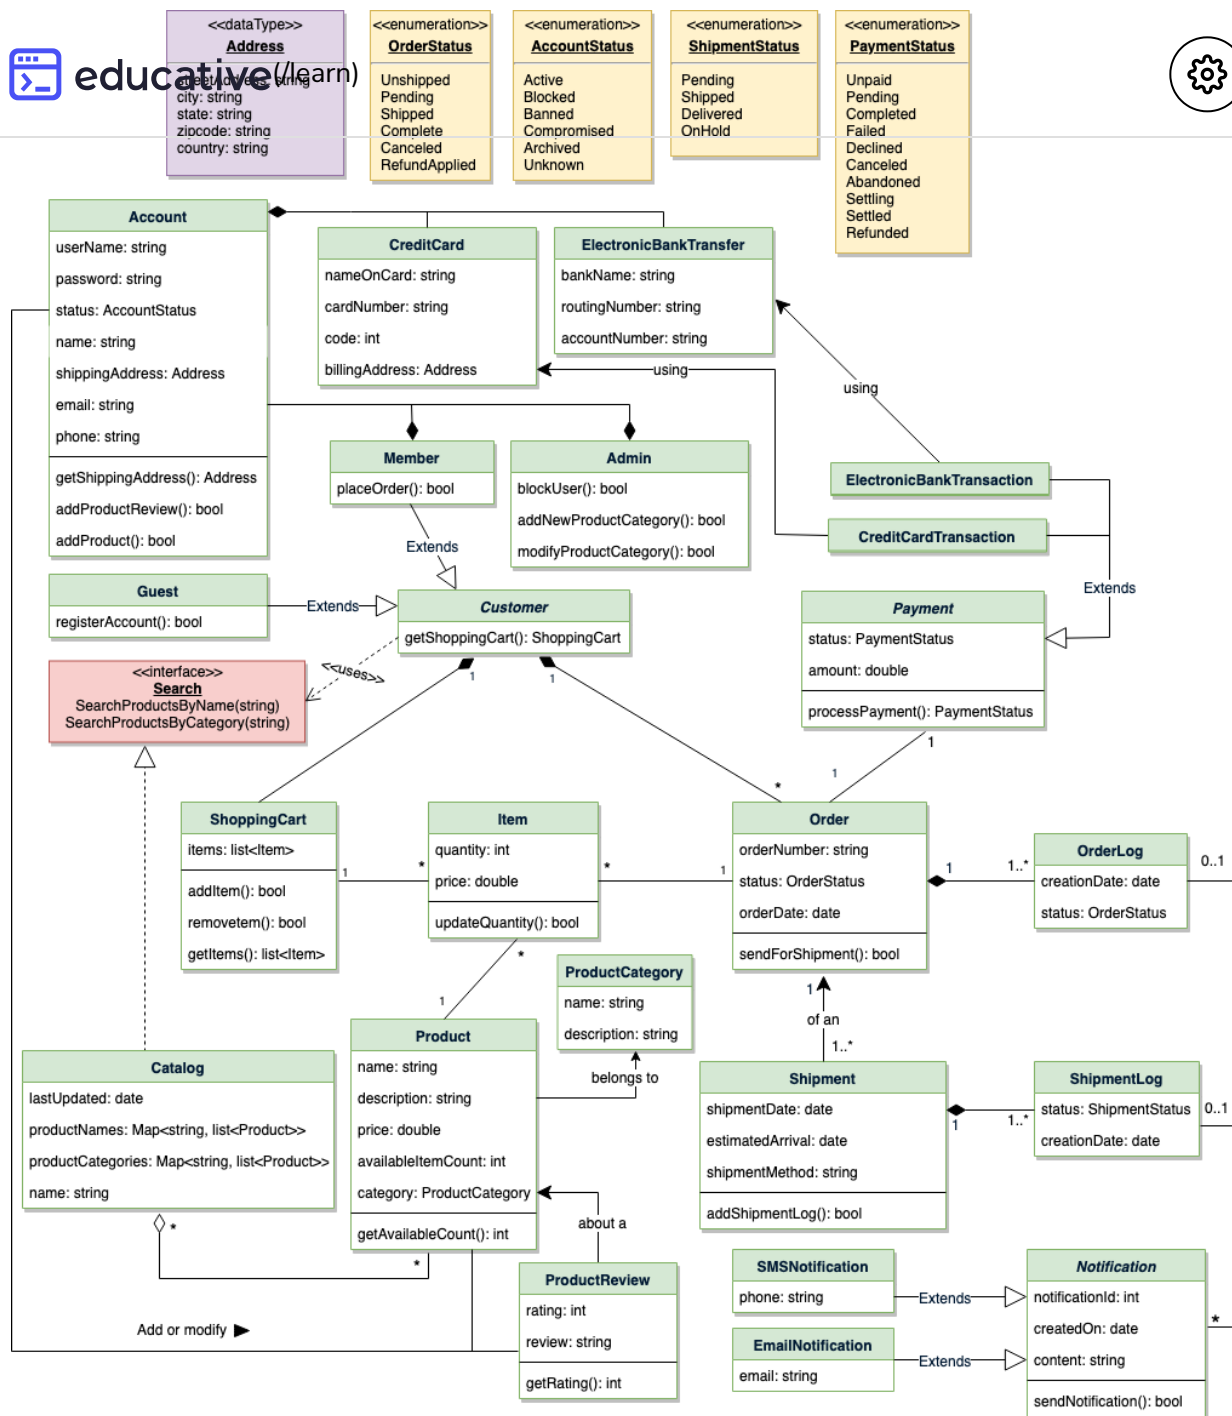 <<dataType>>
Address
streetAddress: string
city: string
state: string
zipcode: string
country: string
<<enumeration>>
OrderStatus
Unshipped
Pending
Shipped
Complete
Canceled
RefundApplied
<<enumeration>>
AccountStatus
Active
Blocked
Banned
Compromised
Archived
Unknown
<<enumeration>>
ShipmentStatus
Pending
Shipped
Delivered
OnHold
<<enumeration>>
PaymentStatus
Unpaid
Pending
Completed
Failed
Declined
Canceled
Abandoned
Settling
Settled
Refunded
educative(/learn)
Account
userName: string
password: string
status: AccountStatus
name: string
shippingAddress: Address
email: string
phone: string
getShippingAddress(): Address
addProductReview(): bool
addProduct(): bool
CreditCard
nameOnCard: string
cardNumber: string
code: int
billingAddress: Address
ElectronicBankTransfer
bankName: string
routingNumber: string
accountNumber: string
using
using
Member
placeOrder(): bool
Admin
blockUser(): bool
addNewProductCategory(): bool
modifyProductCategory(): bool
ElectronicBankTransaction
CreditCardTransaction
Extends
Extends
Guest
registerAccount(): bool
Extends
Customer
getShoppingCart(): ShoppingCart
Payment
status: PaymentStatus
amount: double
processPayment(): PaymentStatus
<<interface>>
Search
SearchProductsByName(string)
SearchProductsByCategory(string)
<<uses>>
1
1
1
1
*
ShoppingCart
items: list<Item>
addItem(): bool
removetem(): bool
getItems(): list<Item>
1
*
Item
quantity: int
price: double
updateQuantity(): bool
*
1
Order
orderNumber: string
status: OrderStatus
orderDate: date
sendForShipment(): bool
1
1..*
OrderLog
creationDate: date
status: OrderStatus
0..1
*
1
ProductCategory
name: string
description: string
belongs to
1
of an
1..*
Catalog
lastUpdated: date
productNames: Map<string, list<Product>>
productCategories: Map<string, list<Product>>
name: string
*
*
Product
name: string
description: string
price: double
availableItemCount: int
category: ProductCategory
getAvailableCount(): int
about a
Shipment
shipmentDate: date
estimatedArrival: date
shipmentMethod: string
addShipmentLog(): bool
1
1..*
ShipmentLog
status: ShipmentStatus
creationDate: date
0..1
Add or modify
ProductReview
rating: int
review: string
getRating(): int
SMSNotification
phone: string
Extends
EmailNotification
email: string
Extends
Notification
notificationId: int
createdOn: date
content: string
sendNotification(): bool
*